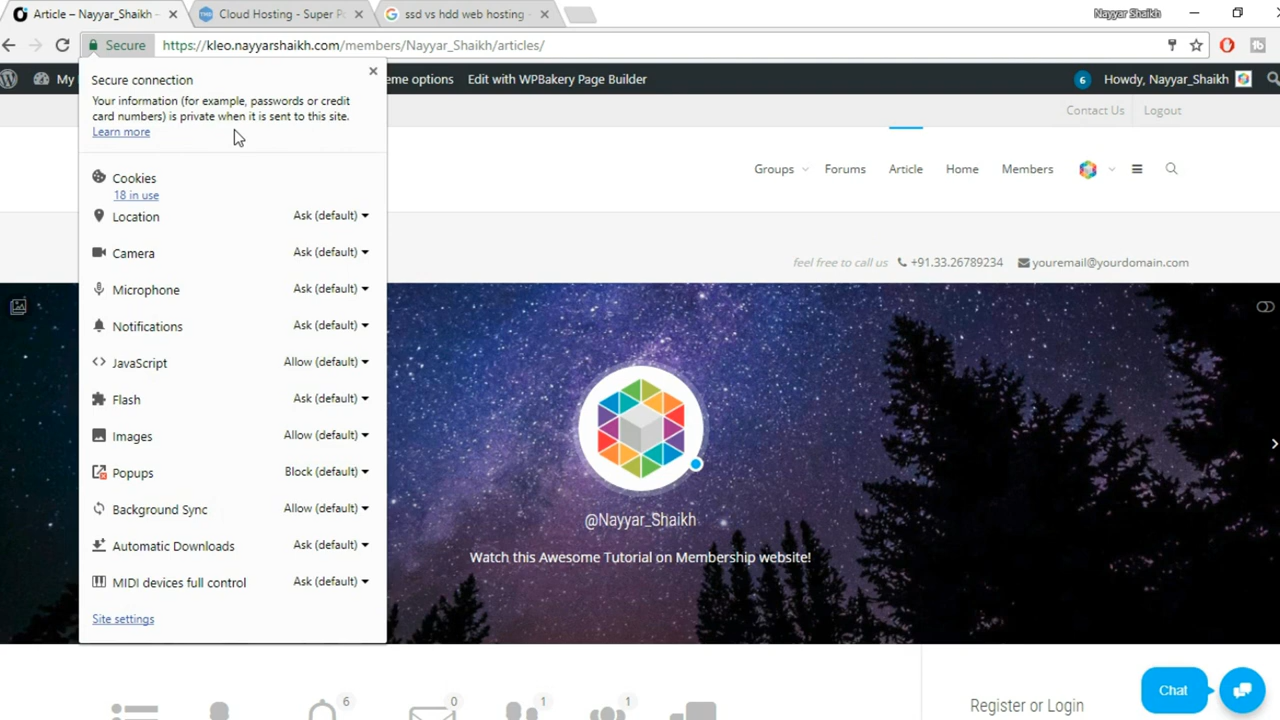 Article – Nayyar_Shaikh –
Cloud Hosting - Super P
ssd vs hdd web hosting -
Nayyar Shaikh
Secure
https://kleo.nayyarshaikh.com/members/Nayyar_Shaikh/articles/
My
eme options
Edit with WPBakery Page Builder
6
Howdy, Nayyar_Shaikh
Secure connection
Your information (for example, passwords or credit
card numbers) is private when it is sent to this site.
Learn more
Cookies
18 in use
Location Ask (default)
Camera Ask (default)
Microphone Ask (default)
Notifications Ask (default)
JavaScript Allow (default)
Flash Ask (default)
Images Allow (default)
Popups Block (default)
Background Sync Allow (default)
Automatic Downloads Ask (default)
MIDI devices full control Ask (default)
Site settings
Contact Us Logout
Groups Forums Article Home Members
feel free to call us +91.33.26789234 youremail@yourdomain.com
@Nayyar_Shaikh
Watch this Awesome Tutorial on Membership website!
6 0 1 1
Register or Login
Chat